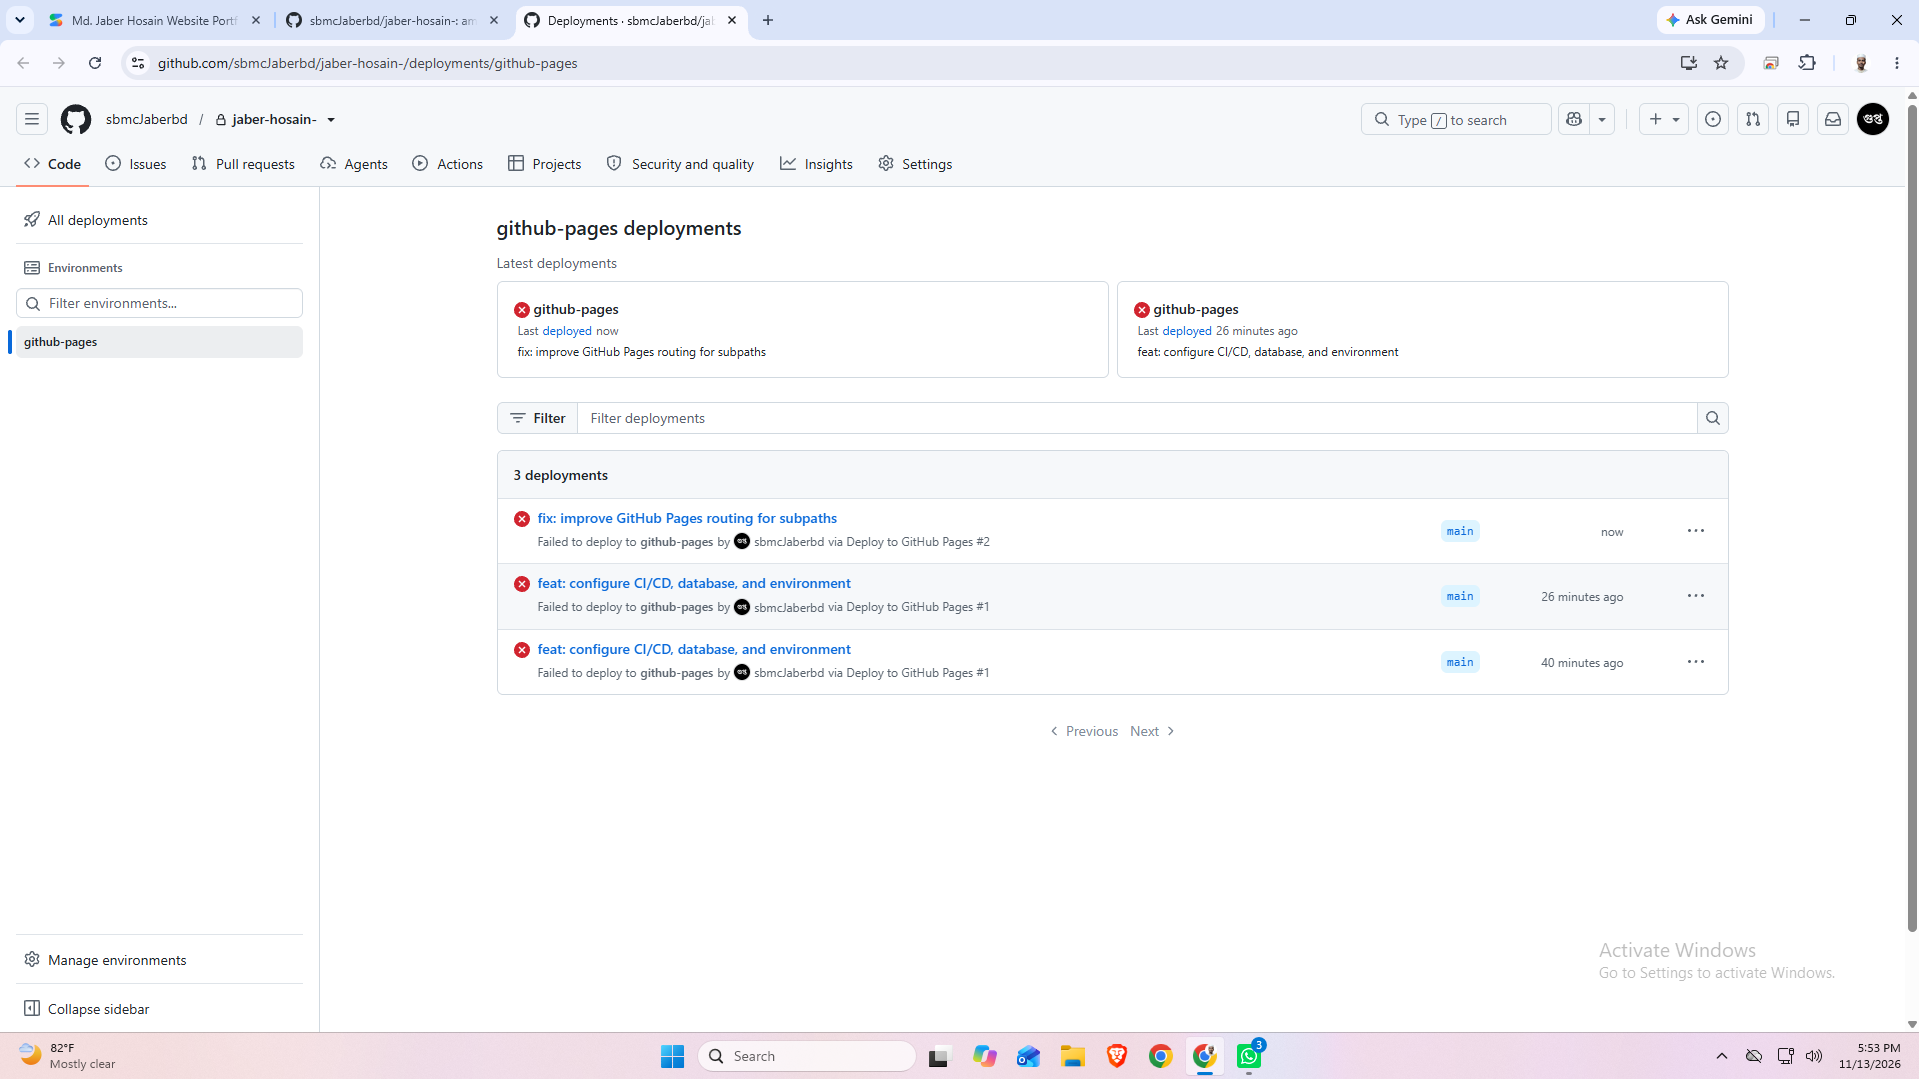 Md. Jaber Hosain Website Portf
sbmcJaberbd/jaber-hosain-: am
Deployments · sbmcJaberbd/jab
Ask Gemini
github.com/sbmcJaberbd/jaber-hosain-/deployments/github-pages
sbmcJaberbd / jaber-hosain-
Type / to search
Code
Issues
Pull requests
Agents
Actions
Projects
Security and quality
Insights
Settings
All deployments
Environments
Filter environments...
github-pages
Manage environments
Collapse sidebar
github-pages deployments
Latest deployments
github-pages
Last deployed now
fix: improve GitHub Pages routing for subpaths
github-pages
Last deployed 26 minutes ago
feat: configure CI/CD, database, and environment
Filter
Filter deployments
3 deployments
fix: improve GitHub Pages routing for subpaths
Failed to deploy to github-pages by sbmcJaberbd via Deploy to GitHub Pages #2
main
now
feat: configure CI/CD, database, and environment
Failed to deploy to github-pages by sbmcJaberbd via Deploy to GitHub Pages #1
main
26 minutes ago
feat: configure CI/CD, database, and environment
Failed to deploy to github-pages by sbmcJaberbd via Deploy to GitHub Pages #1
main
40 minutes ago
Previous
Next
Activate Windows
Go to Settings to activate Windows.
82°F
Mostly clear
Search
3
5:53 PM
11/13/2026